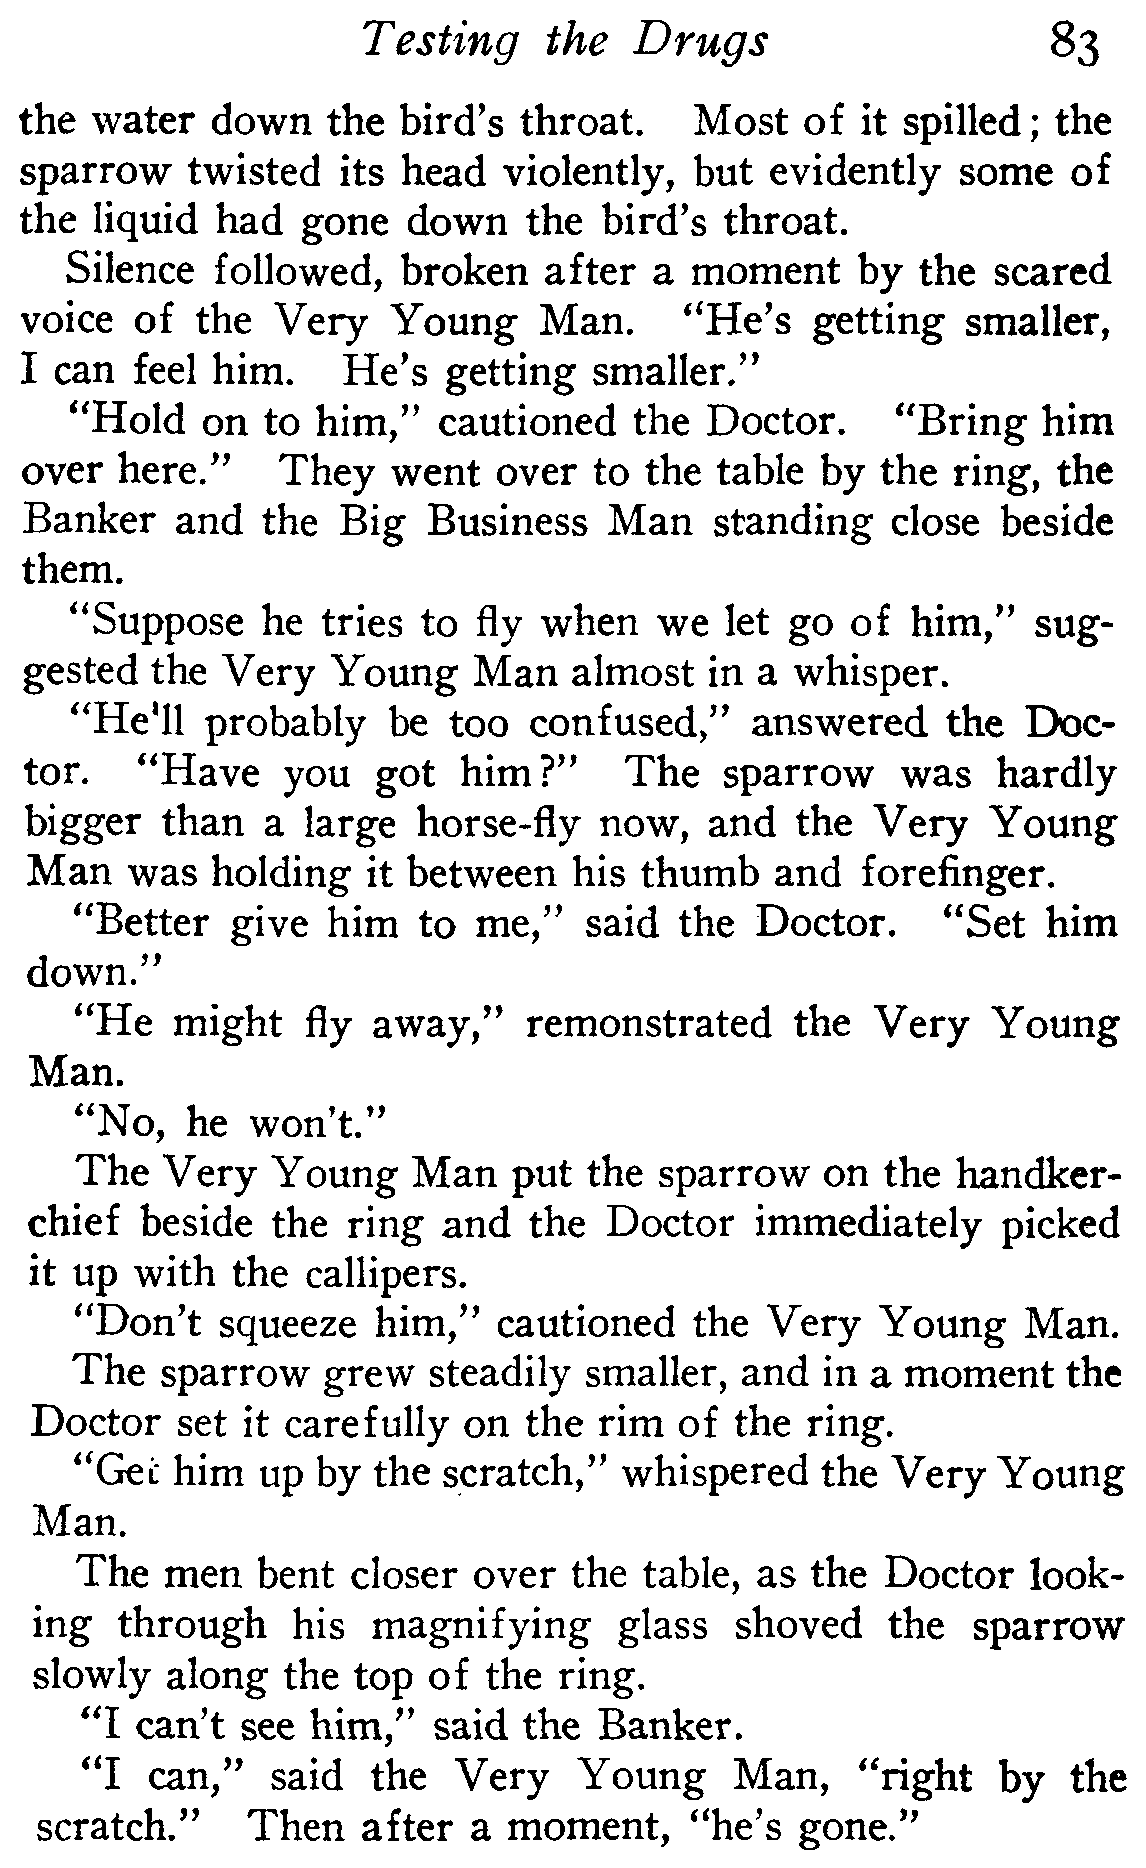 Testing the Drugs 83
the water down the bird's throat. Most of it spilled; the
sparrow twisted its head violently, but evidently some of
the liquid had gone down the bird's throat.
Silence followed, broken after a moment by the scared
voice of the Very Young Man. "He's getting smaller,
I can feel him. He's getting smaller."
"Hold on to him," cautioned the Doctor. "Bring him
over here." They went over to the table by the ring, the
Banker and the Big Business Man standing close beside
them.
"Suppose he tries to fly when we let go of him," sug-
gested the Very Young Man almost in a whisper.
"He'll probably be too confused," answered the Doc-
tor. "Have you got him?" The sparrow was hardly
bigger than a large horse-fly now, and the Very Young
Man was holding it between his thumb and forefinger.
"Better give him to me," said the Doctor. "Set him
down."
"He might fly away," remonstrated the Very Young
Man.
"No, he won't."
The Very Young Man put the sparrow on the handker-
chief beside the ring and the Doctor immediately picked
it up with the callipers.
"Don't squeeze him," cautioned the Very Young Man.
The sparrow grew steadily smaller, and in a moment the
Doctor set it carefully on the rim of the ring.
"Get him up by the scratch," whispered the Very Young
Man.
The men bent closer over the table, as the Doctor look-
ing through his magnifying glass shoved the sparrow
slowly along the top of the ring.
"I can't see him," said the Banker.
"I can," said the Very Young Man, "right by the
scratch." Then after a moment, "he's gone."